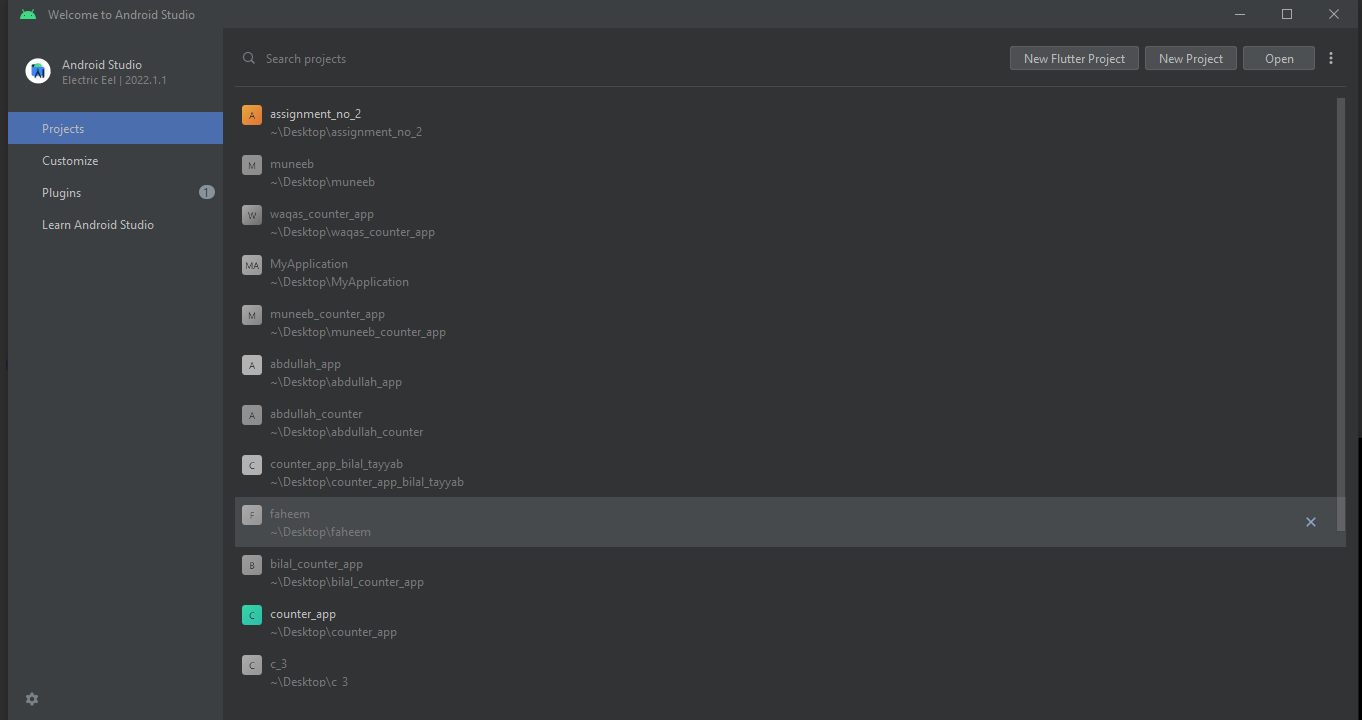 Welcome to Android Studio
Android Studio
Electric Eel | 2022.1.1
Projects
Customize
Plugins
1
Learn Android Studio
Search projects
New Flutter Project
New Project
Open
A
assignment_no_2
~\Desktop\assignment_no_2
M
muneeb
~\Desktop\muneeb
W
waqas_counter_app
~\Desktop\waqas_counter_app
MA
MyApplication
~\Desktop\MyApplication
M
muneeb_counter_app
~\Desktop\muneeb_counter_app
A
abdullah_app
~\Desktop\abdullah_app
A
abdullah_counter
~\Desktop\abdullah_counter
C
counter_app_bilal_tayyab
~\Desktop\counter_app_bilal_tayyab
F
faheem
~\Desktop\faheem
B
bilal_counter_app
~\Desktop\bilal_counter_app
C
counter_app
~\Desktop\counter_app
C
c_3
~\Desktop\c_3